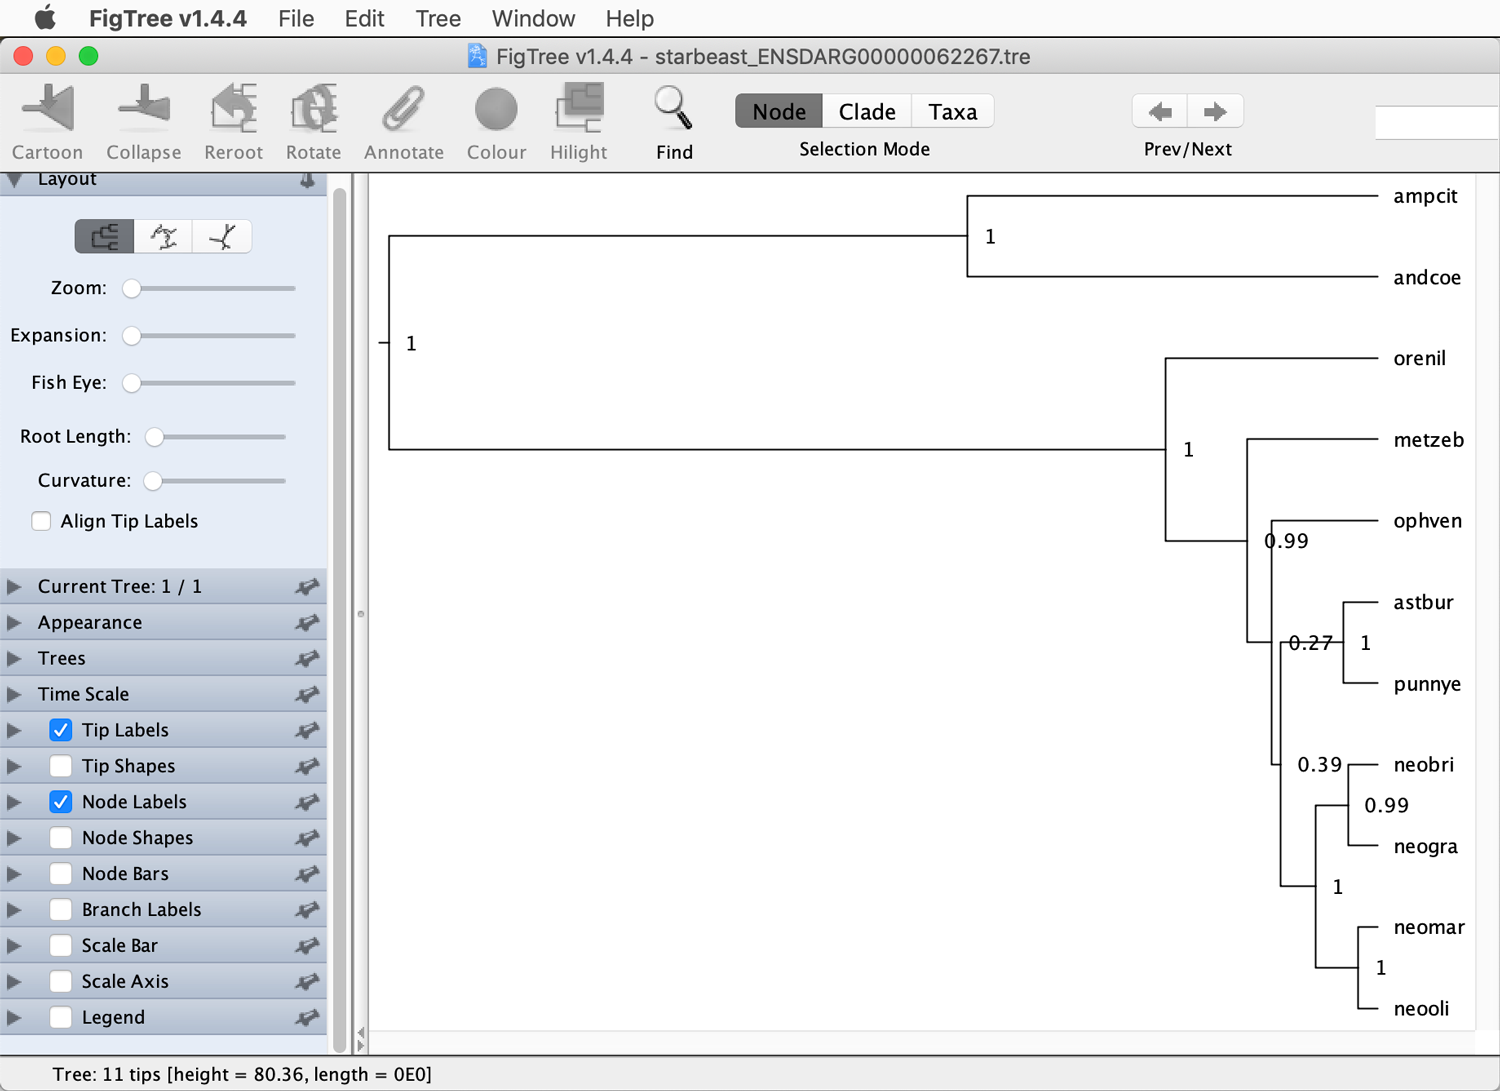 FigTree v1.4.4 File Edit Tree Window Help
FigTree v1.4.4 - starbeast_ENSDARG00000062267.tre
Cartoon Collapse Reroot Rotate Annotate Colour Hilight Find
Node Clade Taxa
Selection Mode
Prev/Next
Layout
Zoom:
Expansion:
Fish Eye:
Root Length:
Curvature:
Align Tip Labels
Current Tree: 1 / 1
Appearance
Trees
Time Scale
Tip Labels
Tip Shapes
Node Labels
Node Shapes
Node Bars
Branch Labels
Scale Bar
Scale Axis
Legend
ampcit
1
andcoe
1
orenil
metzeb
1
ophven
0.99
astbur
0.27 1
punnye
neobri
0.39
0.99
neogra
1
neomar
1
neooli
Tree: 11 tips [height = 80.36, length = 0E0]